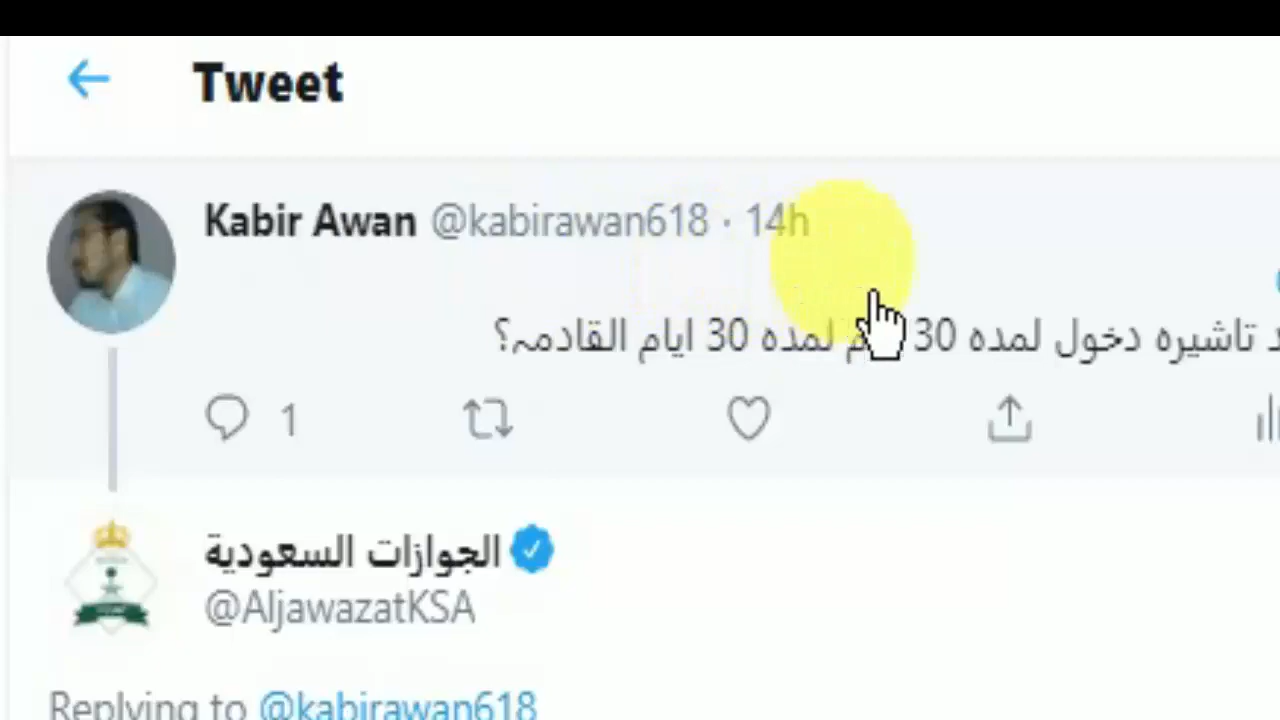 Tweet
Kabir Awan @kabirawan618 · 14h
تاشيره دخول لمده 30 لمده 30 ايام القادمہ؟
1
الجوازات السعودية
@AljawazatKSA
Replying to @kabirawan618